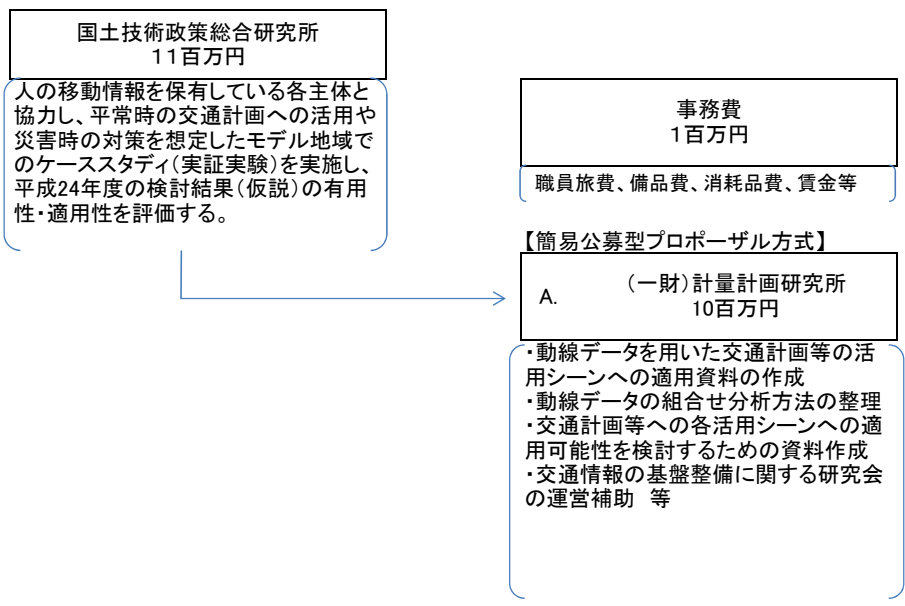 国土技術政策総合研究所
11百万円
人の移動情報を保有している各主体と
協力し、平常時の交通計画への活用や
災害時の対策を想定したモデル地域で
のケーススタディ(実証実験)を実施し、
平成24年度の検討結果(仮説)の有用
性・適用性を評価する。
事務費
1百万円
職員旅費、備品費、消耗品費、賃金等
【簡易公募型プロポーザル方式】
A. (一財)計量計画研究所
10百万円
・動線データを用いた交通計画等の活
用シーンへの適用資料の作成
・動線データの組合せ分析方法の整理
・交通計画等への各活用シーンへの適
用可能性を検討するための資料作成
・交通情報の基盤整備に関する研究会
の運営補助 等